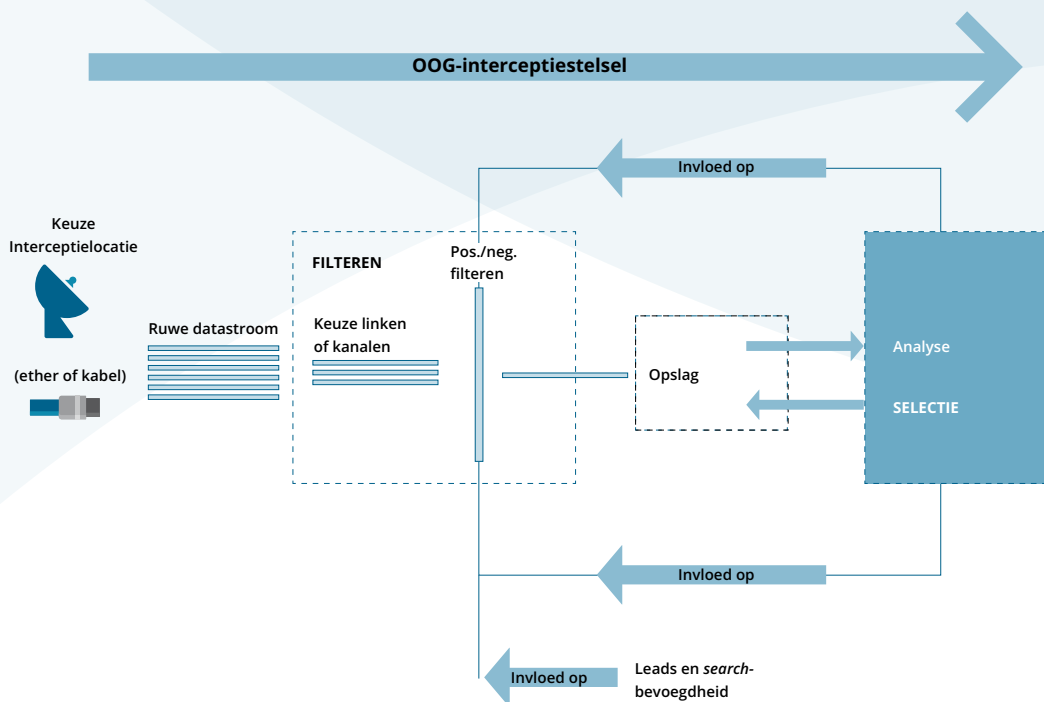 OOG-interceptiestelsel
Invloed op
Keuze
Interceptielocatie
(ether of kabel)
Ruwe datastroom
FILTEREN
Keuze linken
of kanalen
Pos./neg.
filteren
Opslag
Analyse
SELECTIE
Invloed op
Invloed op
Leads en search-
bevoegdheid